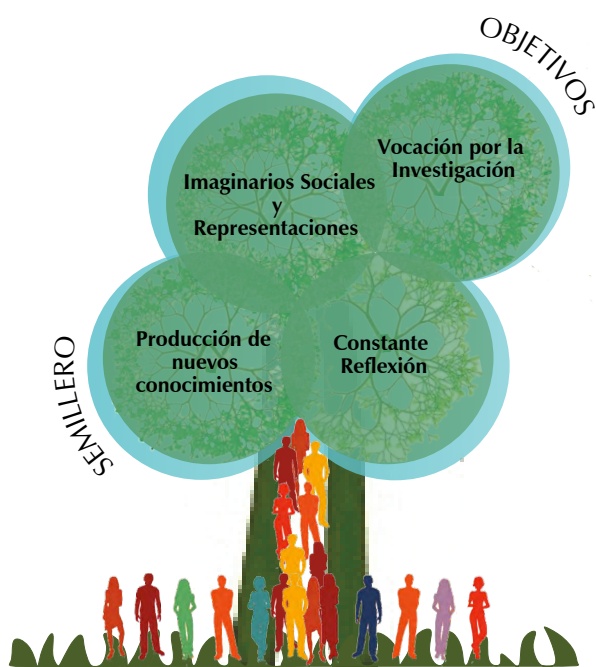 OBJETIVOS
Vocación por la
Investigación
Imaginarios Sociales
y
Representaciones
Producción de
nuevos
conocimientos
Constante
Reflexión
SEMILLERO